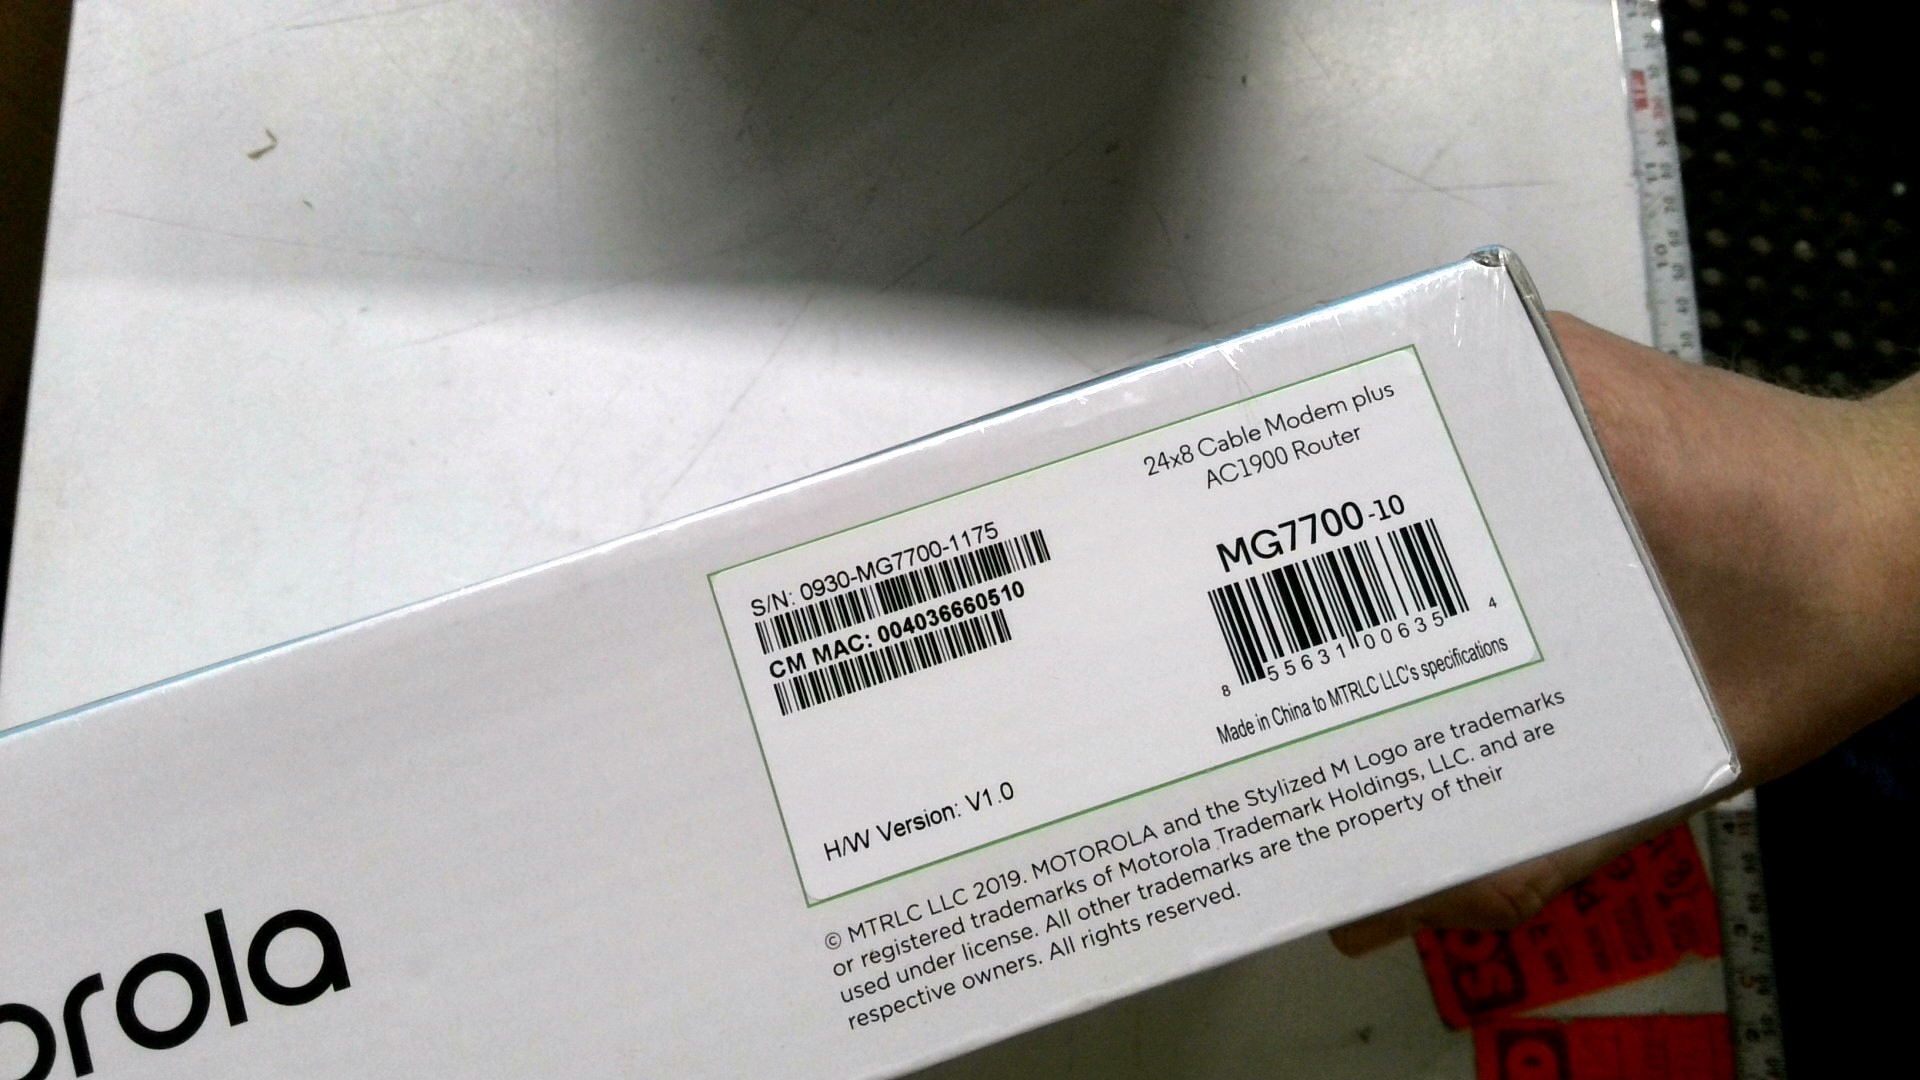 24x8 Cable Modem plus
AC1900 Router
S/N: 0930-MG7700-1175
CM MAC: 004036660510
MG7700-10
8 55631 00635 4
Made in China to MTRLC LLC's specifications
H/W Version: V1.0
© MTRLC LLC 2019. MOTOROLA and the Stylized M Logo are trademarks
or registered trademarks of Motorola Trademark Holdings, LLC. and are
used under license. All other trademarks are the property of their
respective owners. All rights reserved.
orola